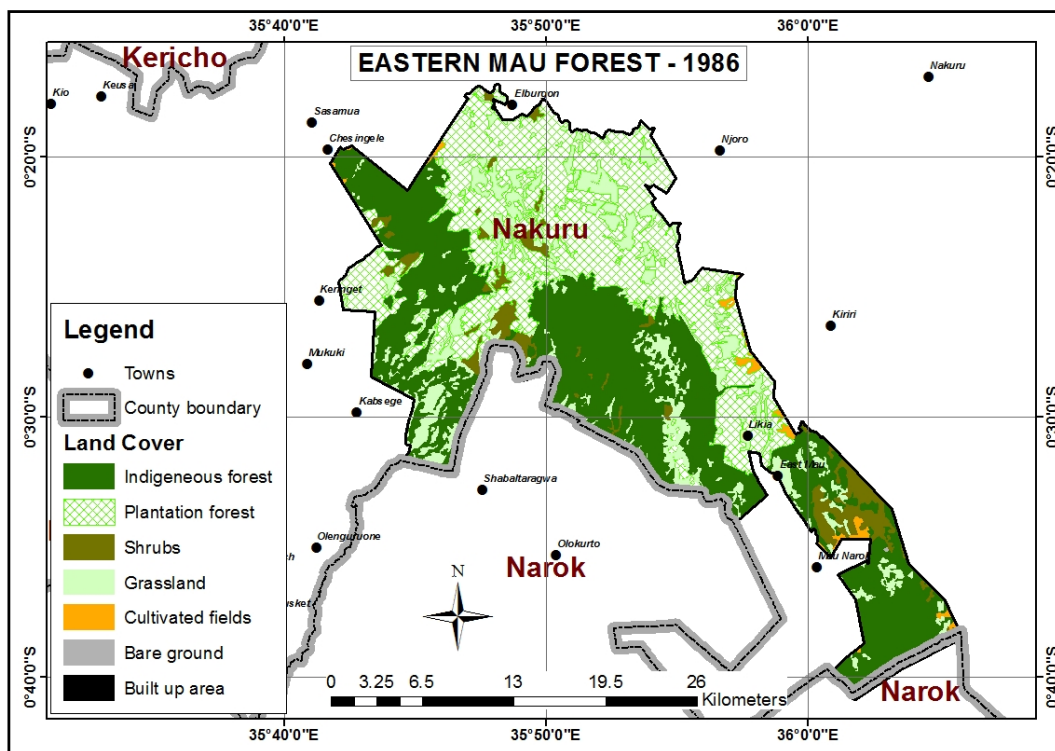 35°40'0"E 35°50'0"E 36°0'0"E
Kericho
EASTERN MAU FOREST - 1986
Nakuru
Keusa
Kio
Elburgon
Sasamua
Chesingele
Njoro
0°20'0"S 0°20'0"S
Nakuru
Keringet
Kiriri
Mukuki
Kabsege
0°30'0"S 0°30'0"S
Likia
East Mau
Shabaltaragwa
Olenguruone
Olokurto
Narok
Mau Narok
N
Legend
Towns
County boundary
Land Cover
Indigeneous forest
Plantation forest
Shrubs
Grassland
Cultivated fields
Bare ground
Built up area
0 3.25 6.5 13 19.5 26
Kilometers
Narok
0°40'0"S 0°40'0"S
35°40'0"E 35°50'0"E 36°0'0"E